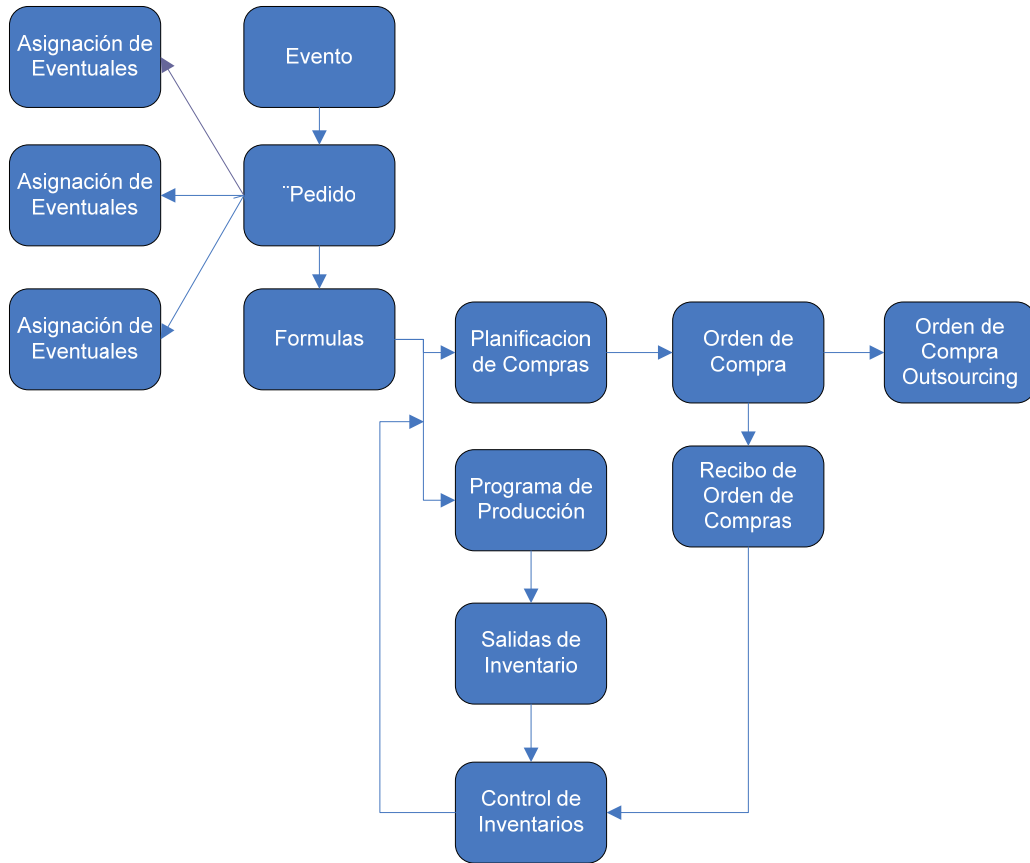 Asignación de
Eventuales
Evento
Asignación de
Eventuales
¨Pedido
Asignación de
Eventuales
Formulas
Planificacion
de Compras
Orden de
Compra
Orden de
Compra
Outsourcing
Programa de
Producción
Recibo de
Orden de
Compras
Salidas de
Inventario
Control de
Inventarios